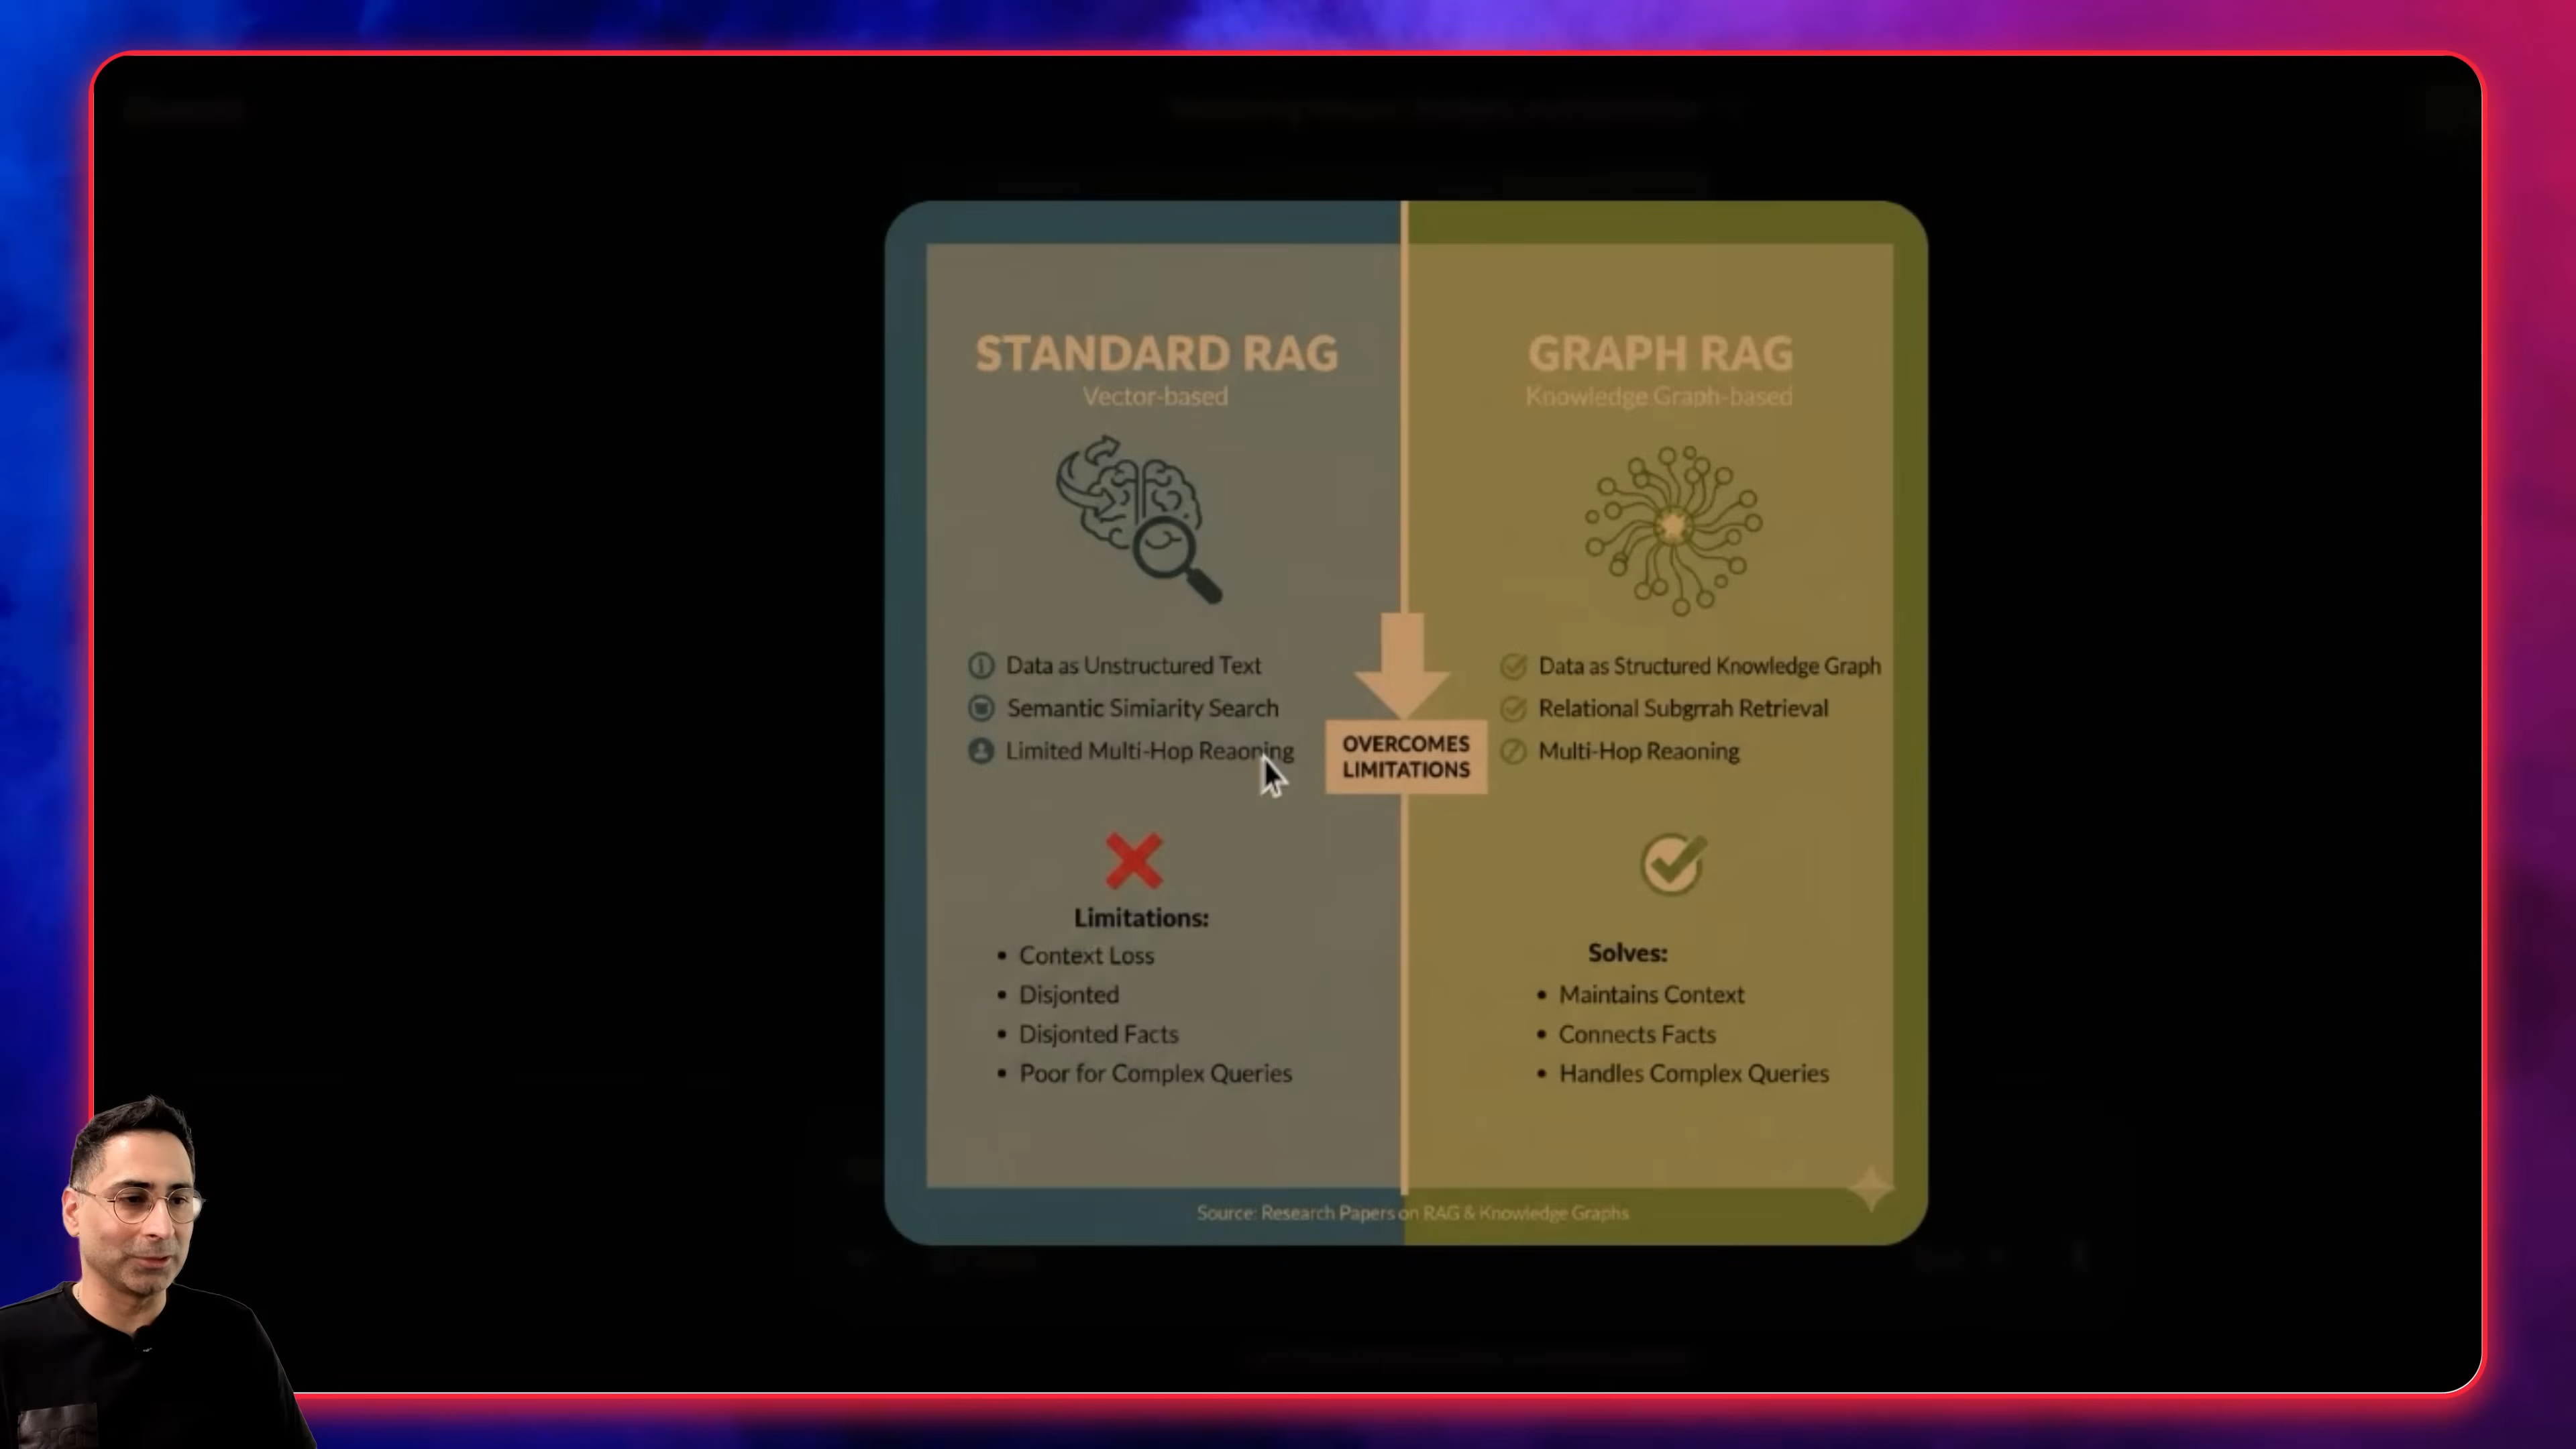 STANDARD RAG
Vector-based
Data as Unstructured Text
Semantic Simiarity Search
Limited Multi-Hop Reaoning
Limitations:
• Context Loss
• Disjonted
• Disjonted Facts
• Poor for Complex Queries
OVERCOMES
LIMITATIONS
GRAPH RAG
Knowledge Graph-based
Data as Structured Knowledge Graph
Relational Subgrrah Retrieval
Multi-Hop Reaoning
Solves:
• Maintains Context
• Connects Facts
• Handles Complex Queries
Source: Research Papers on RAG & Knowledge Graphs